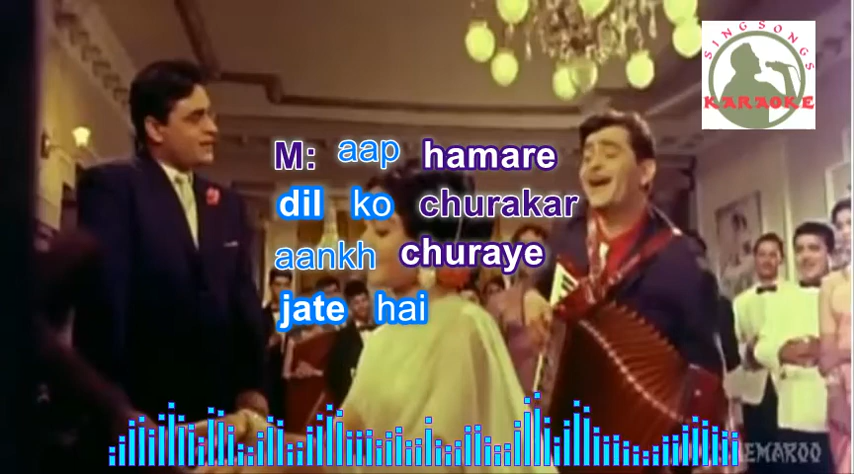 SING SONGS
KARAOKE
M: aap hamare
dil ko churakar
aankh churaye
jate hai
EMAROO